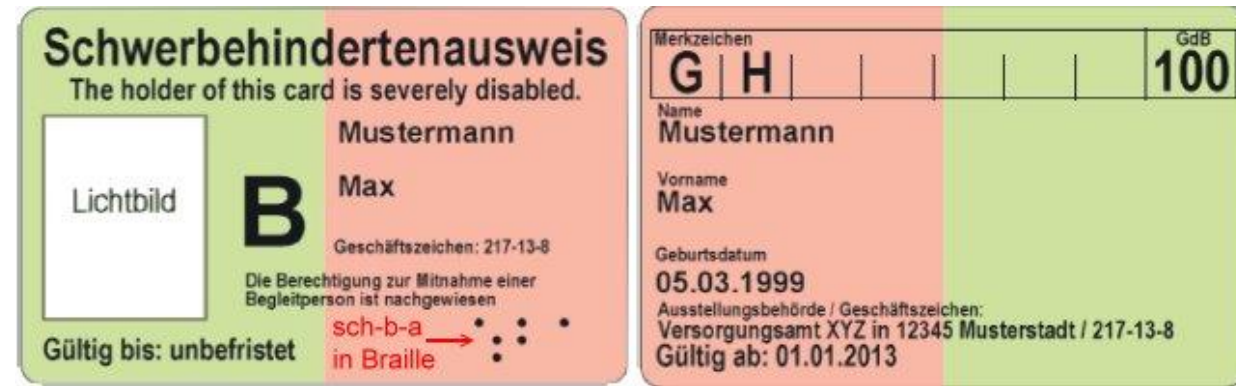 Schwerbehindertenausweis
The holder of this card is severely disabled.
Lichtbild
B
Mustermann
Max
Geschäftszeichen: 217-13-8
Die Berechtigung zur Mitnahme einer
Begleitperson ist nachgewiesen
sch-b-a
in Braille
Gültig bis: unbefristet
Merkzeichen
GdB
G H 100
Name
Mustermann
Vorname
Max
Geburtsdatum
05.03.1999
Ausstellungsbehörde / Geschäftszeichen:
Versorgungsamt XYZ in 12345 Musterstadt / 217-13-8
Gültig ab: 01.01.2013